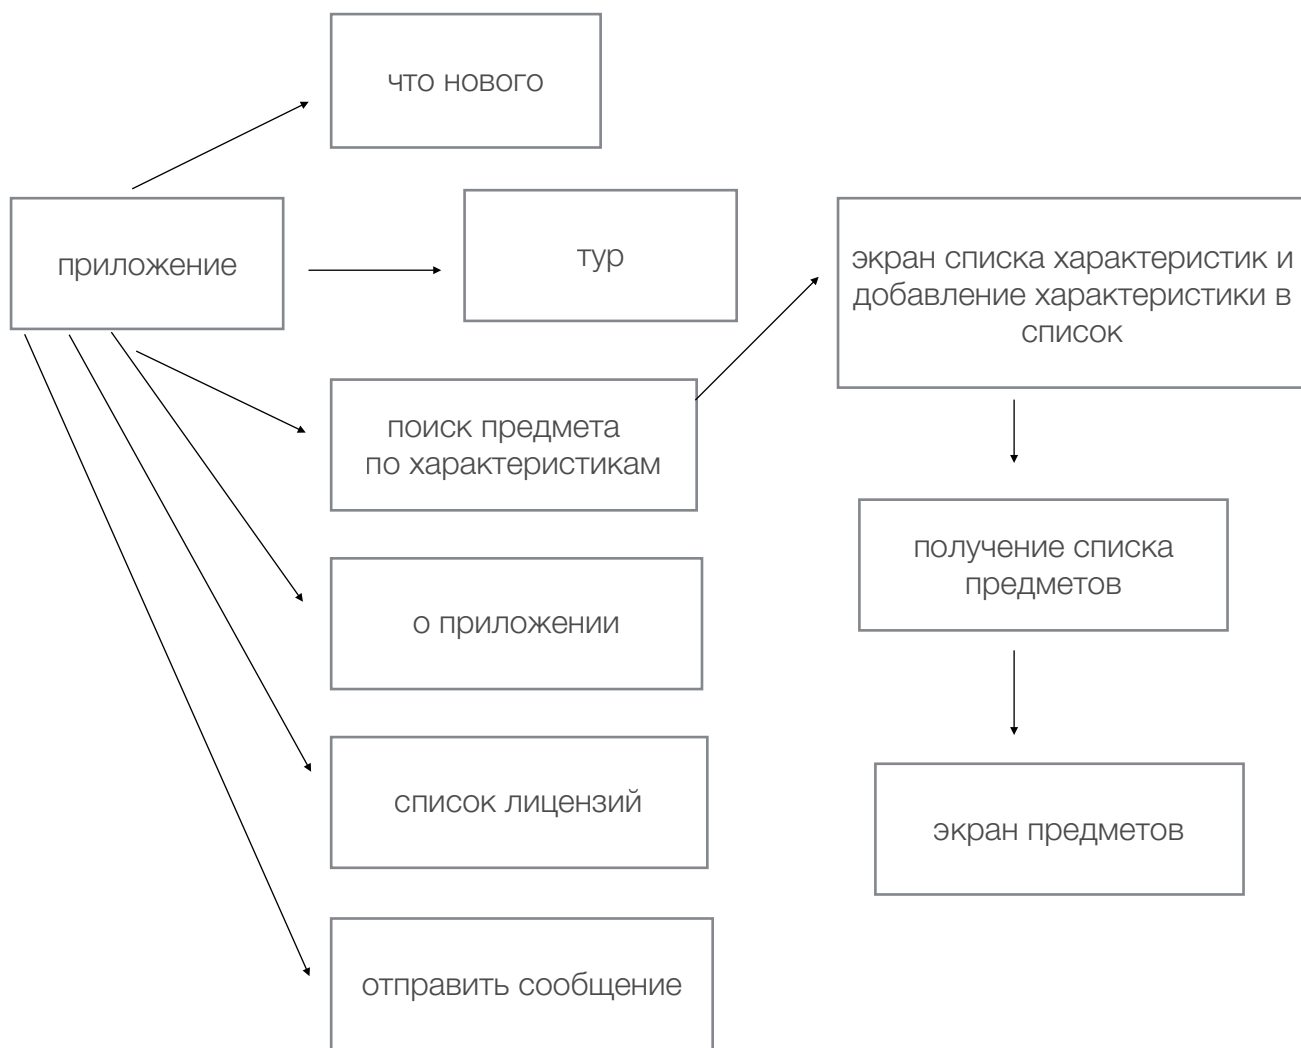 что нового
приложение
тур
экран списка характеристик и
добавление характеристики в
список
поиск предмета
по характеристикам
получение списка
предметов
о приложении
список лицензий
экран предметов
отправить сообщение